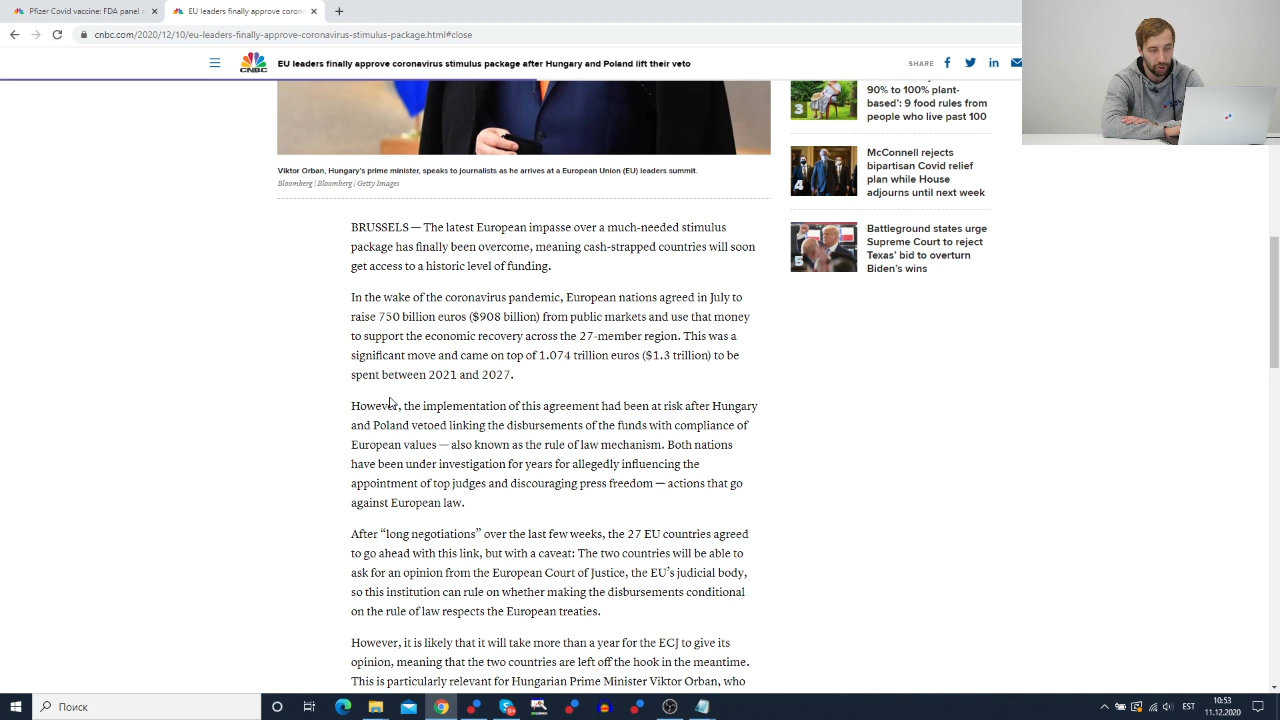 Pfizer Covid vaccine: FDA panel
EU leaders finally approve corona
cnbc.com/2020/12/10/eu-leaders-finally-approve-coronavirus-stimulus-package.html#close
CNBC
EU leaders finally approve coronavirus stimulus package after Hungary and Poland lift their veto
SHARE
Viktor Orban, Hungary's prime minister, speaks to journalists as he arrives at a European Union (EU) leaders summit.
Bloomberg | Bloomberg | Getty Images
BRUSSELS — The latest European impasse over a much-needed stimulus
package has finally been overcome, meaning cash-strapped countries will soon
get access to a historic level of funding.
In the wake of the coronavirus pandemic, European nations agreed in July to
raise 750 billion euros ($908 billion) from public markets and use that money
to support the economic recovery across the 27-member region. This was a
significant move and came on top of 1.074 trillion euros ($1.3 trillion) to be
spent between 2021 and 2027.
However, the implementation of this agreement had been at risk after Hungary
and Poland vetoed linking the disbursements of the funds with compliance of
European values — also known as the rule of law mechanism. Both nations
have been under investigation for years for allegedly influencing the
appointment of top judges and discouraging press freedom — actions that go
against European law.
After “long negotiations” over the last few weeks, the 27 EU countries agreed
to go ahead with this link, but with a caveat: The two countries will be able to
ask for an opinion from the European Court of Justice, the EU’s judicial body,
so this institution can rule on whether making the disbursements conditional
on the rule of law respects the European treaties.
However, it is likely that it will take more than a year for the ECJ to give its
opinion, meaning that the two countries are left off the hook in the meantime.
This is particularly relevant for Hungarian Prime Minister Viktor Orban, who
3
90% to 100% plant-
based’: 9 food rules from
people who live past 100
4
McConnell rejects
bipartisan Covid relief
plan while House
adjourns until next week
5
Battleground states urge
Supreme Court to reject
Texas’ bid to overturn
Biden’s wins
Поиск
EST
10:53
11.12.2020